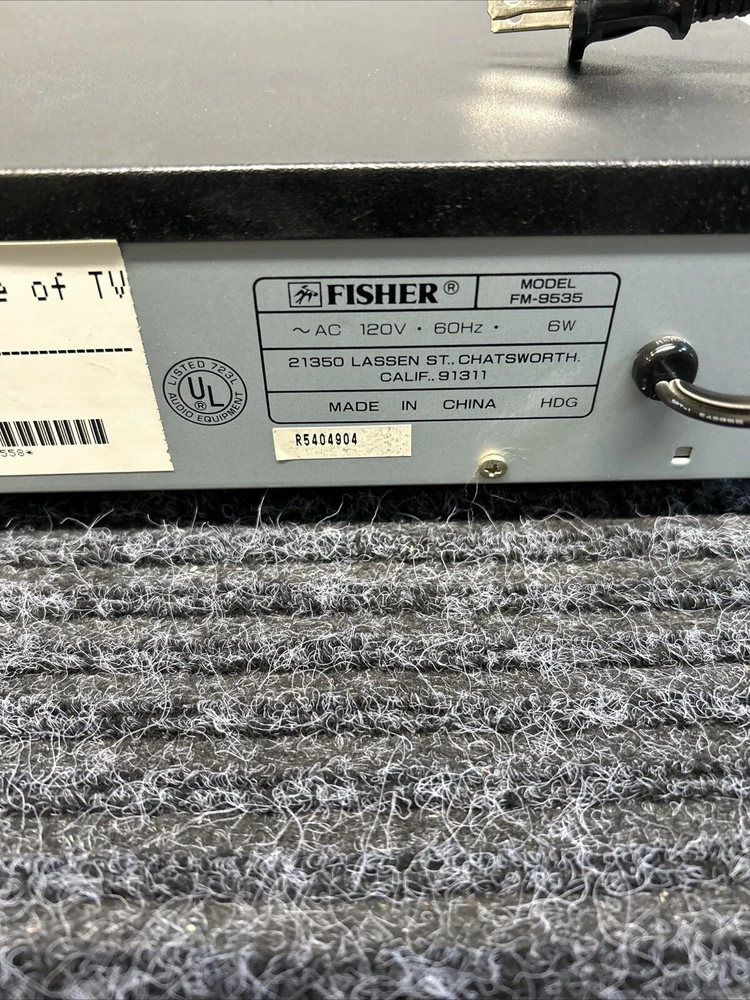 e of TV
558*
LISTED 723L
UL®
AUDIO EQUIPMENT
FISHER®
MODEL
FM-9535
~ AC 120V · 60Hz · 6W
21350 LASSEN ST., CHATSWORTH.
CALIF., 91311
MADE IN CHINA HDG
R5404904